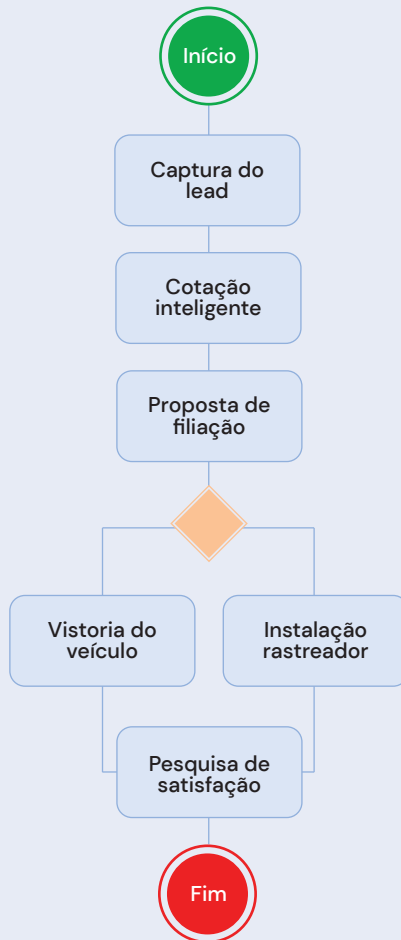 Início
Captura do
lead
Cotação
inteligente
Proposta de
filiação
Vistoria do
veículo
Instalação
rastreador
Pesquisa de
satisfação
Fim